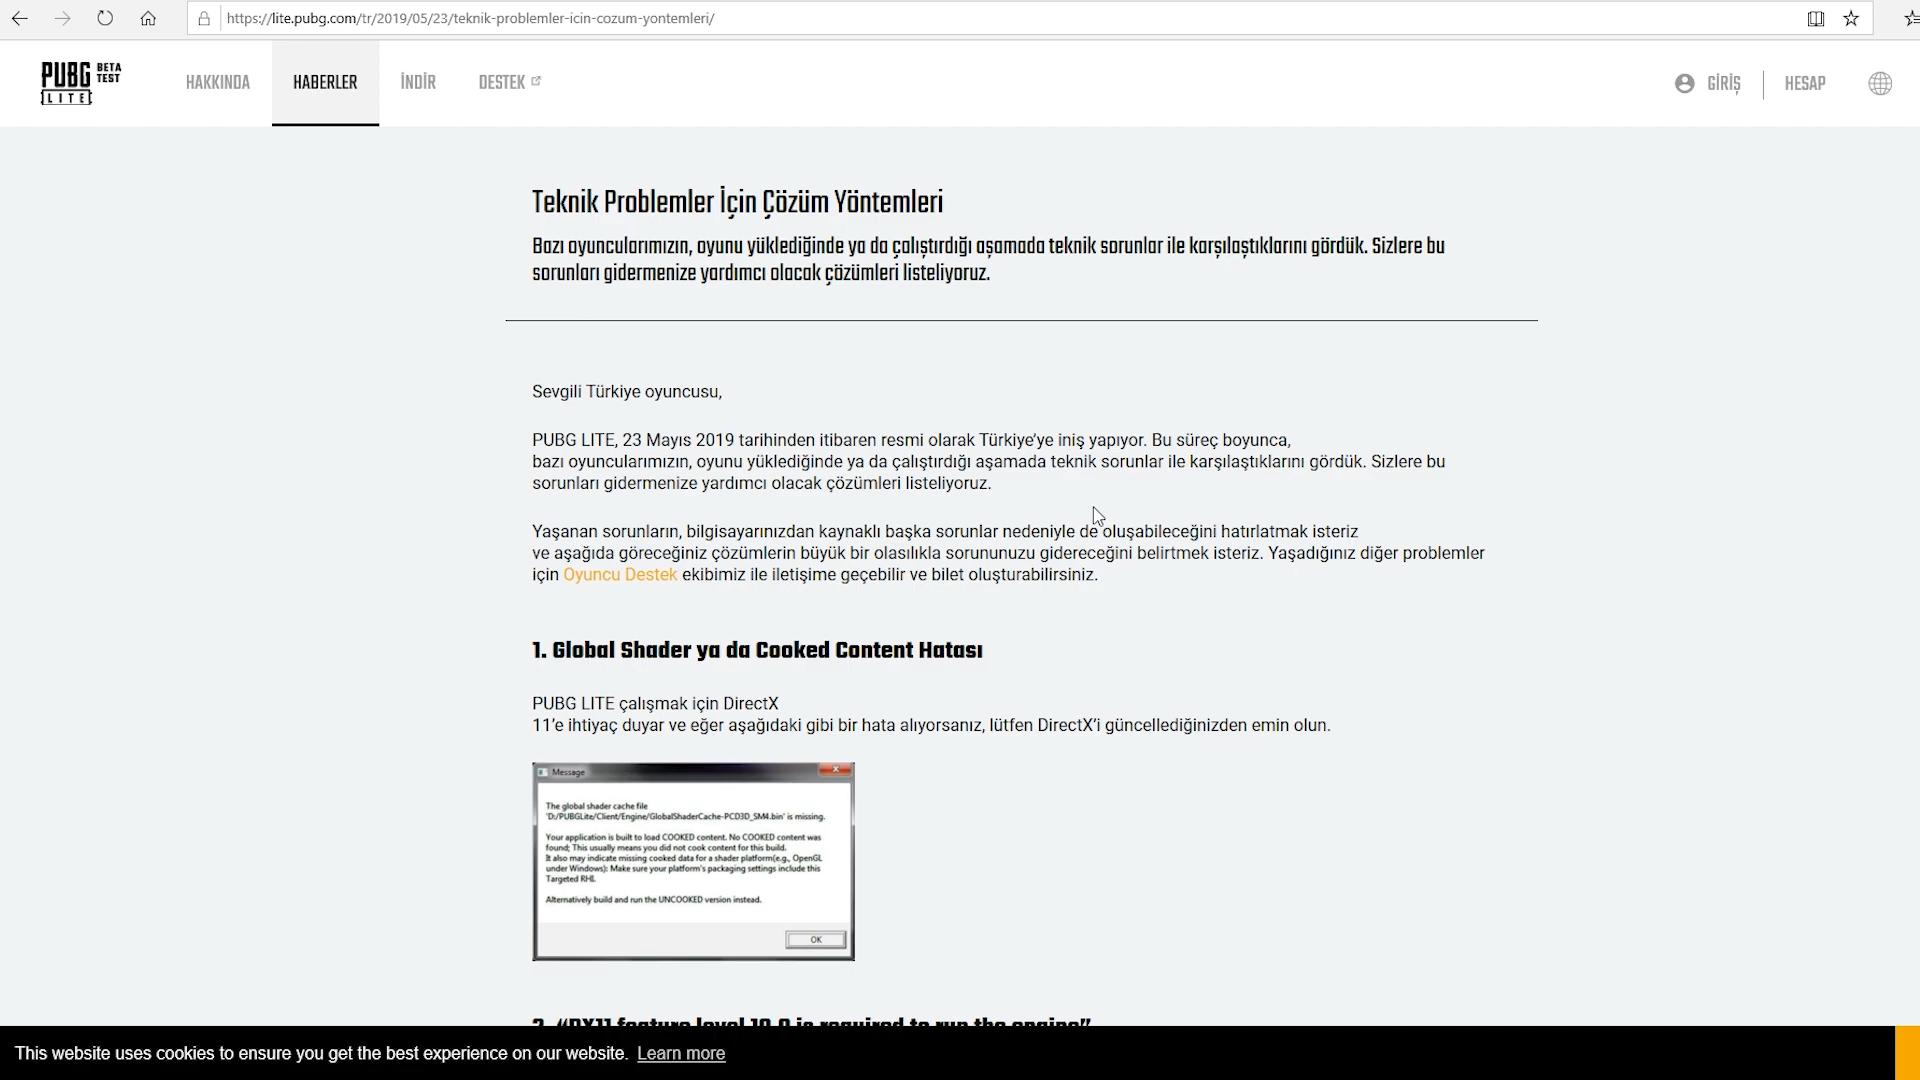 https://lite.pubg.com/tr/2019/05/23/teknik-problemler-icin-cozum-yontemleri/
PUBG BETA TEST
LITE
HAKKINDA
HABERLER
İNDİR
DESTEK
GİRİŞ
HESAP
Teknik Problemler İçin Çözüm Yöntemleri
Bazı oyuncularımızın, oyunu yüklediğinde ya da çalıştırdığı aşamada teknik sorunlar ile karşılaştıklarını gördük. Sizlere bu
sorunları gidermenize yardımcı olacak çözümleri listeliyoruz.
Sevgili Türkiye oyuncusu,
PUBG LITE, 23 Mayıs 2019 tarihinden itibaren resmi olarak Türkiye'ye iniş yapıyor. Bu süreç boyunca,
bazı oyuncularımızın, oyunu yüklediğinde ya da çalıştırdığı aşamada teknik sorunlar ile karşılaştıklarını gördük. Sizlere bu
sorunları gidermenize yardımcı olacak çözümleri listeliyoruz.
Yaşanan sorunların, bilgisayarınızdan kaynaklı başka sorunlar nedeniyle de oluşabileceğini hatırlatmak isteriz
ve aşağıda göreceğiniz çözümlerin büyük bir olasılıkla sorununuzu gidereceğini belirtmek isteriz. Yaşadığınız diğer problemler
için Oyuncu Destek ekibimiz ile iletişime geçebilir ve bilet oluşturabilirsiniz.
1. Global Shader ya da Cooked Content Hatası
PUBG LITE çalışmak için DirectX
11'e ihtiyaç duyar ve eğer aşağıdaki gibi bir hata alıyorsanız, lütfen DirectX'i güncellediğinizden emin olun.
Message
The global shader cache file
'D:/PUBGLite/Client/Engine/GlobalShaderCache-PCD3D_SM4.bin' is missing.
Your application is built to load COOKED content. No COOKED content was
found; This usually means you did not cook content for this build.
It also may indicate missing cooked data for a shader platform(e.g., OpenGL
under Windows): Make sure your platform's packaging settings include this
Targeted RHI.
Alternatively build and run the UNCOOKED version instead.
OK
2. "DX11 feature level 10.0 is required to run the engine"
This website uses cookies to ensure you get the best experience on our website. Learn more